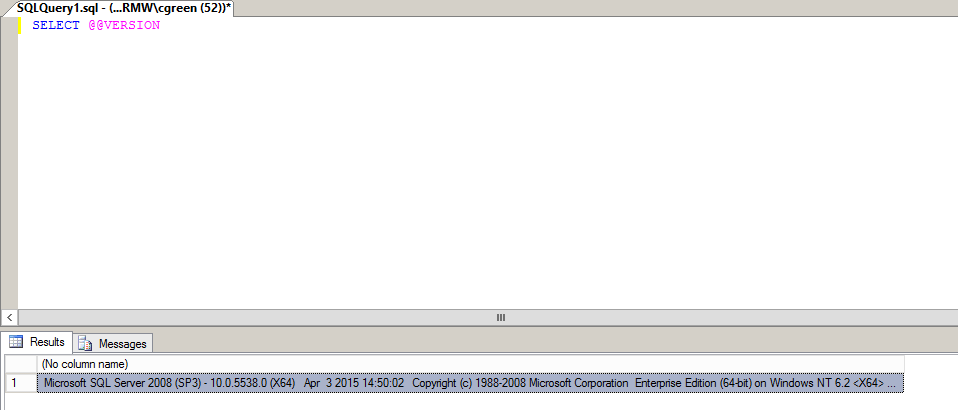 SQLQuery1.sql - (...RMW\cgreen (52))*
SELECT @@VERSION
Results Messages
(No column name)
1 Microsoft SQL Server 2008 (SP3) - 10.0.5538.0 (X64) Apr 3 2015 14:50:02 Copyright (c) 1988-2008 Microsoft Corporation Enterprise Edition (64-bit) on Windows NT 6.2 <X64> ...